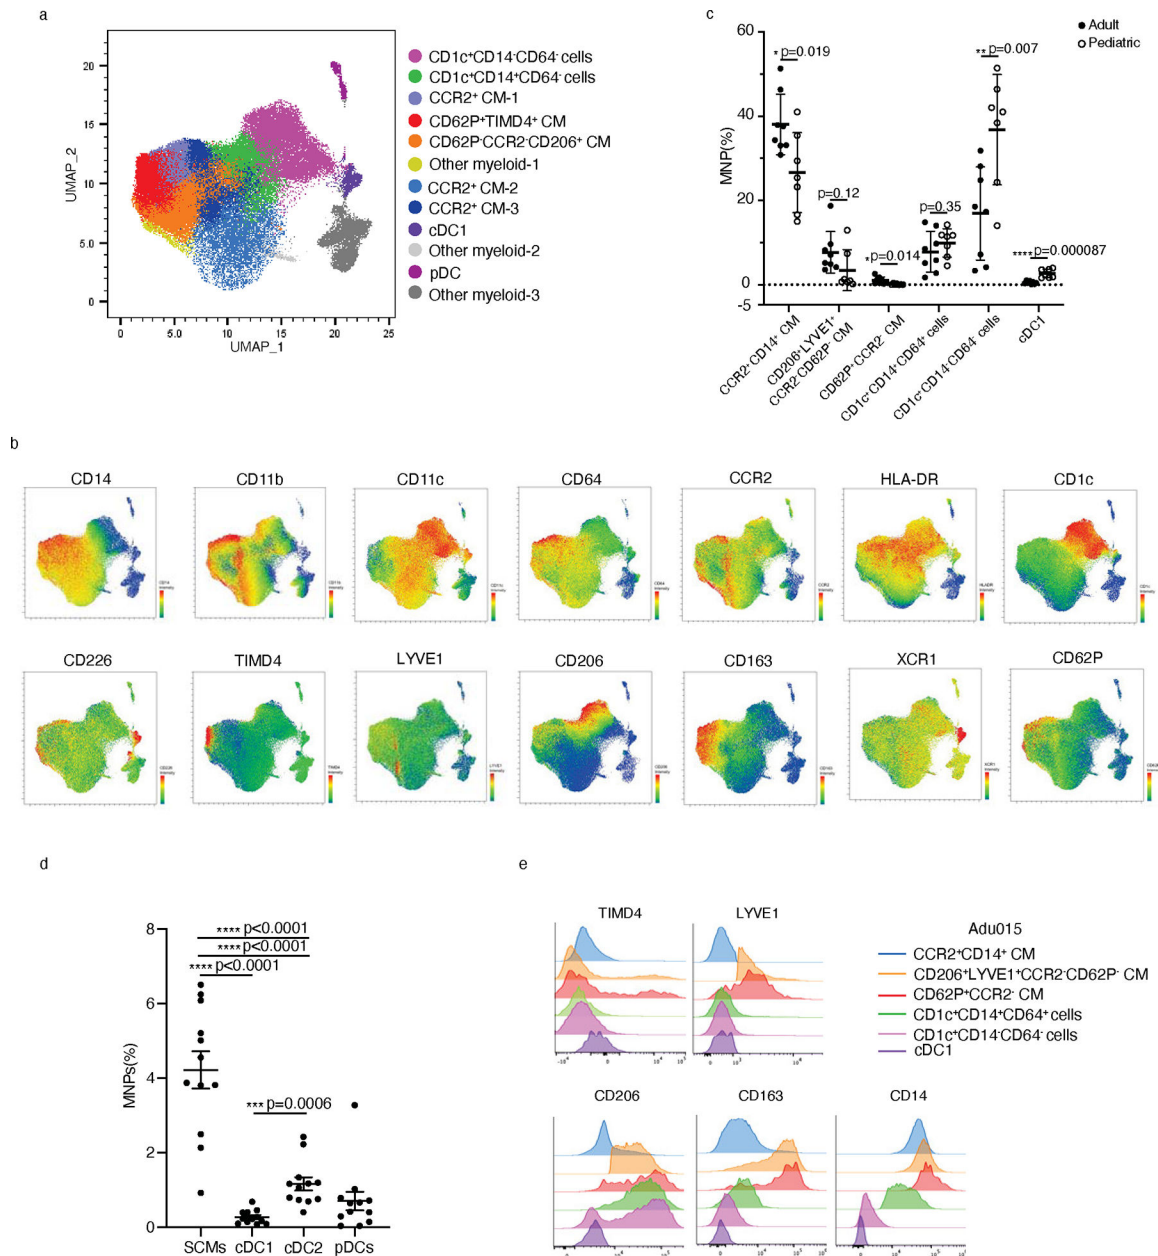 a
UMAP_2
20
15
10
5.0
0
0
5.0
10
15
20
25
UMAP_1
CD1c⁺CD14⁻CD64⁻ cells
CD1c⁺CD14⁺CD64⁻ cells
CCR2⁺ CM-1
CD62P⁺TIMD4⁺ CM
CD62P⁻CCR2⁻CD206⁺ CM
Other myeloid-1
CCR2⁺ CM-2
CCR2⁺ CM-3
cDC1
Other myeloid-2
pDC
Other myeloid-3
c
Adult
Pediatric
MNP(%)
60
40
20
0
-5
* p=0.019
p=0.12
* p=0.014
p=0.35
** p=0.007
**** p=0.000087
CCR2⁺CD14⁺ CM
CD206⁺LYVE1⁺
CCR2⁻CD62P⁻ CM
CD62P⁺CCR2⁻ CM
CD1c⁺CD14⁺CD64⁺ cells
CD1c⁺CD14⁻CD64⁻ cells
cDC1
b
CD14
CD11b
CD11c
CD64
CCR2
HLA-DR
CD1c
CD226
TIMD4
LYVE1
CD206
CD163
XCR1
CD62P
d
MNPs(%)
8
6
4
2
0
**** p<0.0001
**** p<0.0001
**** p<0.0001
*** p=0.0006
SCMs
cDC1
cDC2
pDCs
e
TIMD4
LYVE1
Adu015
CCR2⁺CD14⁺ CM
CD206⁺LYVE1⁺CCR2⁻CD62P⁻ CM
CD62P⁺CCR2⁻ CM
CD1c⁺CD14⁺CD64⁺ cells
CD1c⁺CD14⁻CD64⁻ cells
cDC1
CD206
CD163
CD14